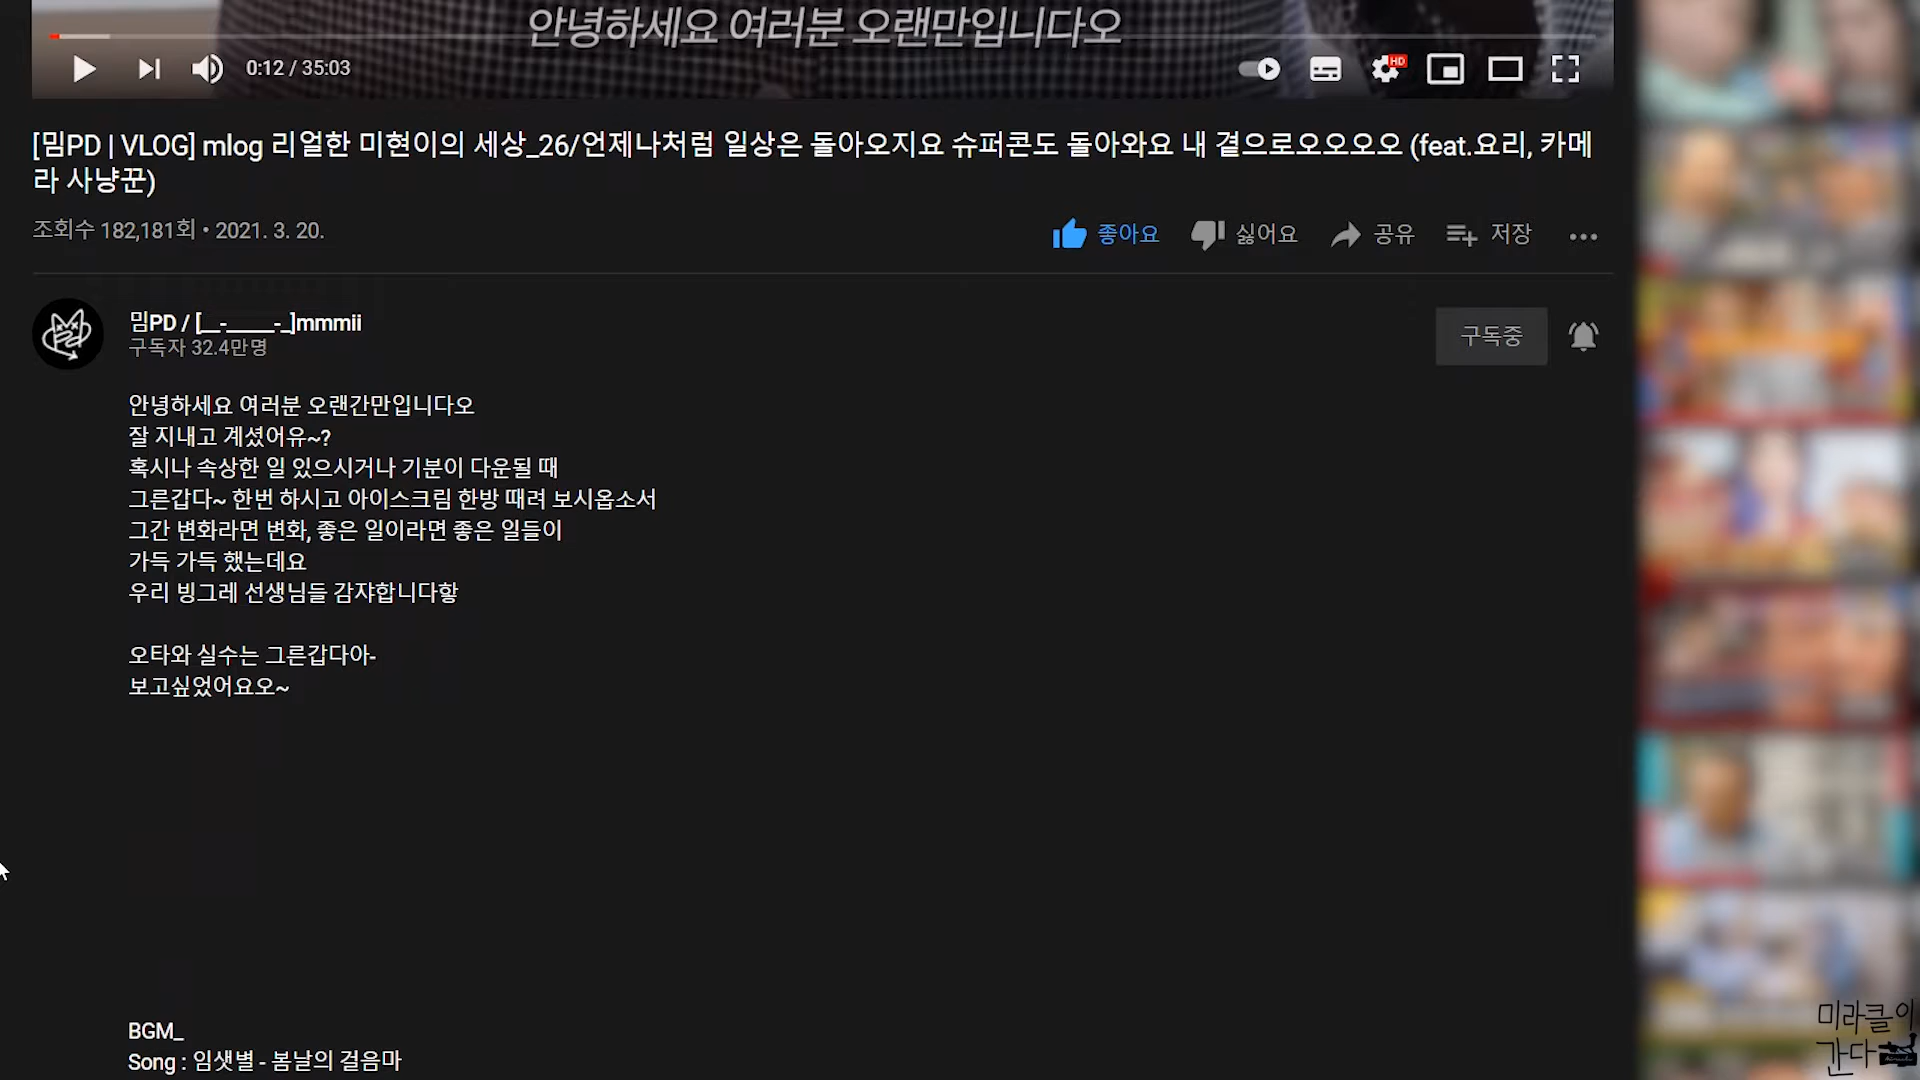 안녕하세요 여러분 오랜만입니다오
0:12 / 35:03
HD
[밈PD | VLOG] mlog 리얼한 미현이의 세상_26/언제나처럼 일상은 돌아오지요 슈퍼콘도 돌아와요 내 곁으로오오오오 (feat.요리, 카메
라 사냥꾼)
조회수 182,181회 • 2021. 3. 20.
좋아요 싫어요 공유 저장
밈PD / [__-_____-_]mmmii
구독자 32.4만명
구독중
안녕하세요 여러분 오랜간만입니다오
잘 지내고 계셨어유~?
혹시나 속상한 일 있으시거나 기분이 다운될 때
그른갑다~ 한번 하시고 아이스크림 한방 때려 보시옵소서
그간 변화라면 변화, 좋은 일이라면 좋은 일들이
가득 가득 했는데요
우리 빙그레 선생님들 감쟈합니다핳
오타와 실수는 그른갑다아-
보고싶었어요오~
BGM_
Song : 임샛별 - 봄날의 걸음마
미라클이
간다